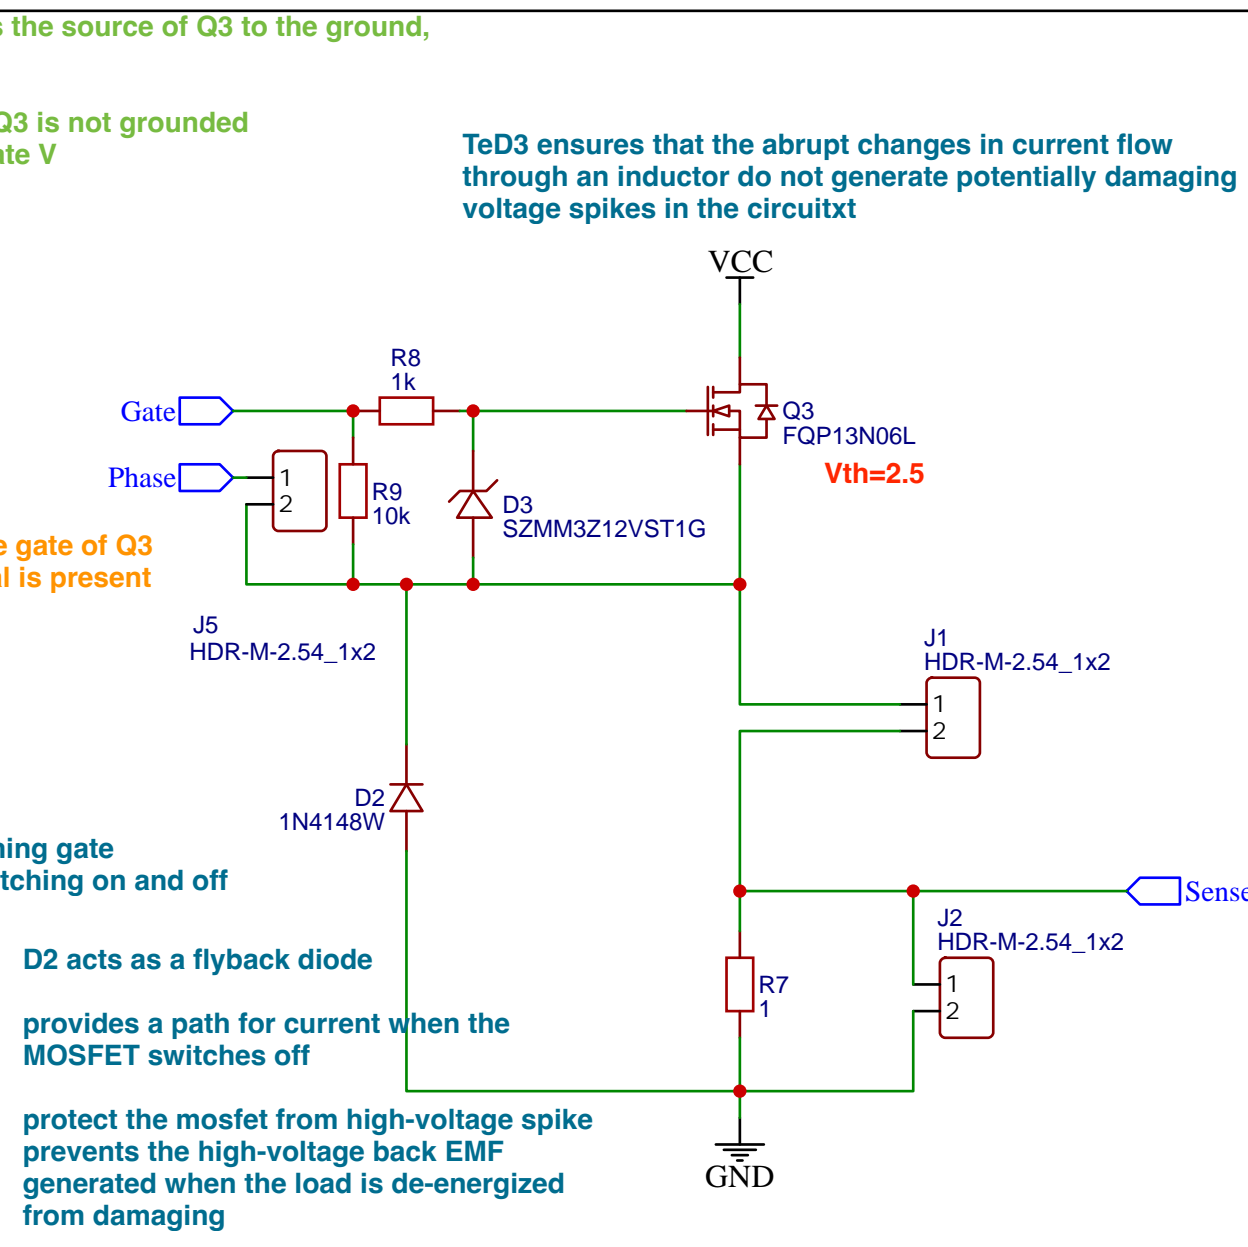 s the source of Q3 to the ground,
Q3 is not grounded
ate V
TeD3 ensures that the abrupt changes in current flow
through an inductor do not generate potentially damaging
voltage spikes in the circuitxt
VCC
R8
1k
Gate
Q3
FQP13N06L
Phase
1
2
R9
10k
D3
SZMM3Z12VST1G
Vth=2.5
e gate of Q3
al is present
J5
HDR-M-2.54_1x2
J1
HDR-M-2.54_1x2
1
2
D2
1N4148W
ning gate
tching on and off
Sense
J2
HDR-M-2.54_1x2
1
2
D2 acts as a flyback diode
R7
1
provides a path for current when the
MOSFET switches off
protect the mosfet from high-voltage spike
prevents the high-voltage back EMF
generated when the load is de-energized
from damaging
GND